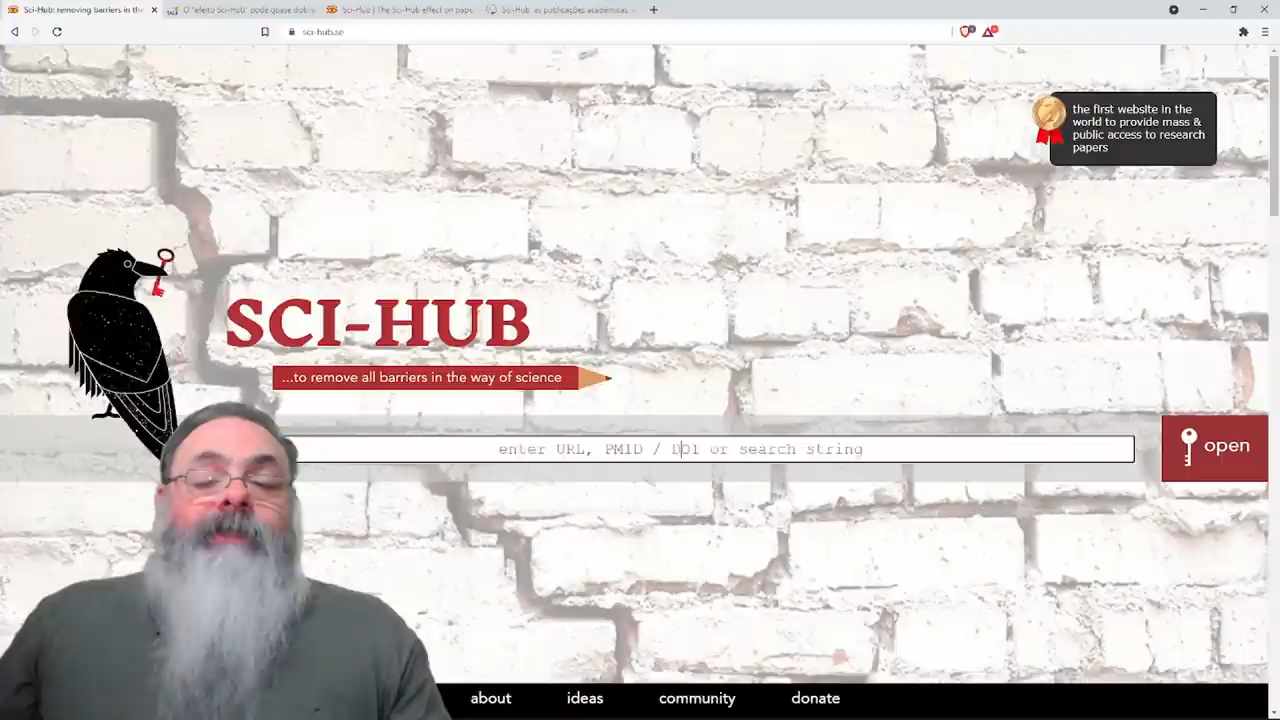 Sci-Hub: removing barriers in the
O "efeito Sci-Hub" pode quase dobr
Sci-Hub | The Sci-Hub effect on pape
Sci-Hub: as publicações acadêmicas
sci-hub.se
the first website in the
world to provide mass &
public access to research
papers
SCI-HUB
...to remove all barriers in the way of science
enter URL, PMID / DOI or search string
open
about
ideas
community
donate